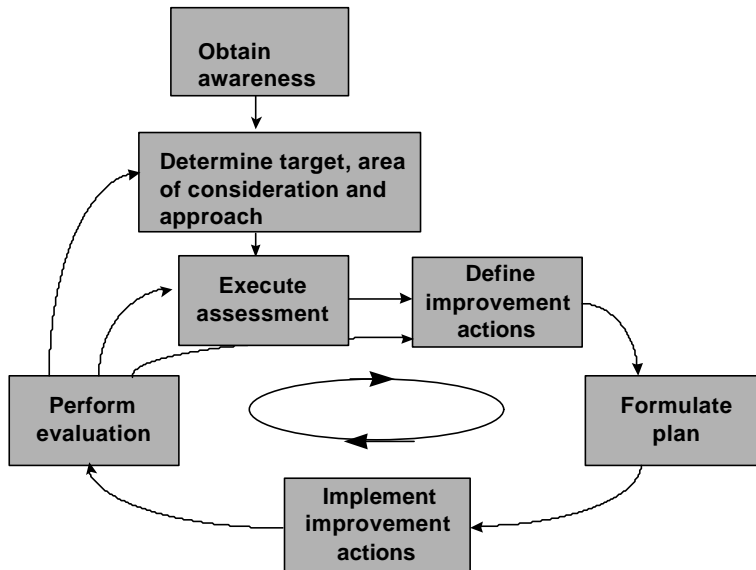 Obtain
awareness
Determine target, area
of consideration and
approach
Execute
assessment
Define
improvement
actions
Perform
evaluation
Formulate
plan
Implement
improvement
actions